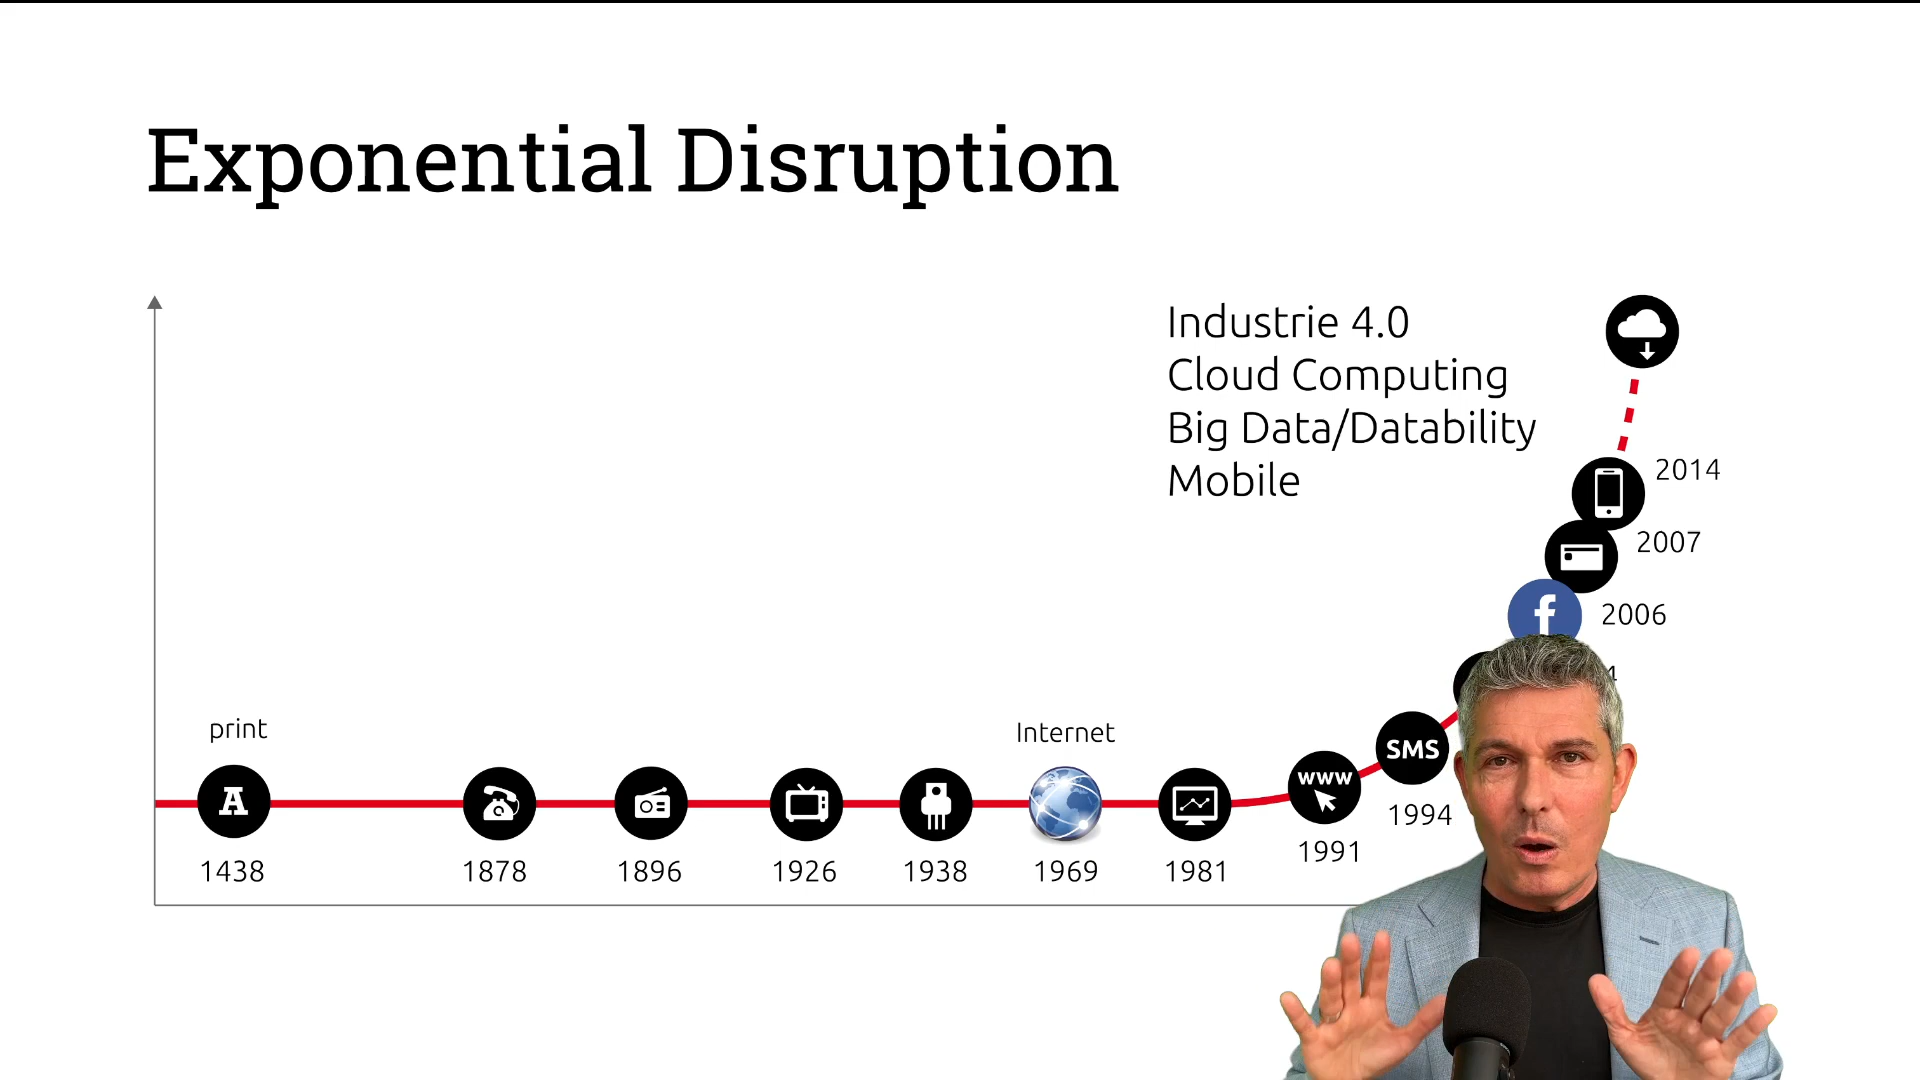 Exponential Disruption
Industrie 4.0
Cloud Computing
Big Data/Datability
Mobile
2014
2007
f
2006
print
Internet
A
www
SMS
1438
1878
1896
1926
1938
1969
1981
1991
1994